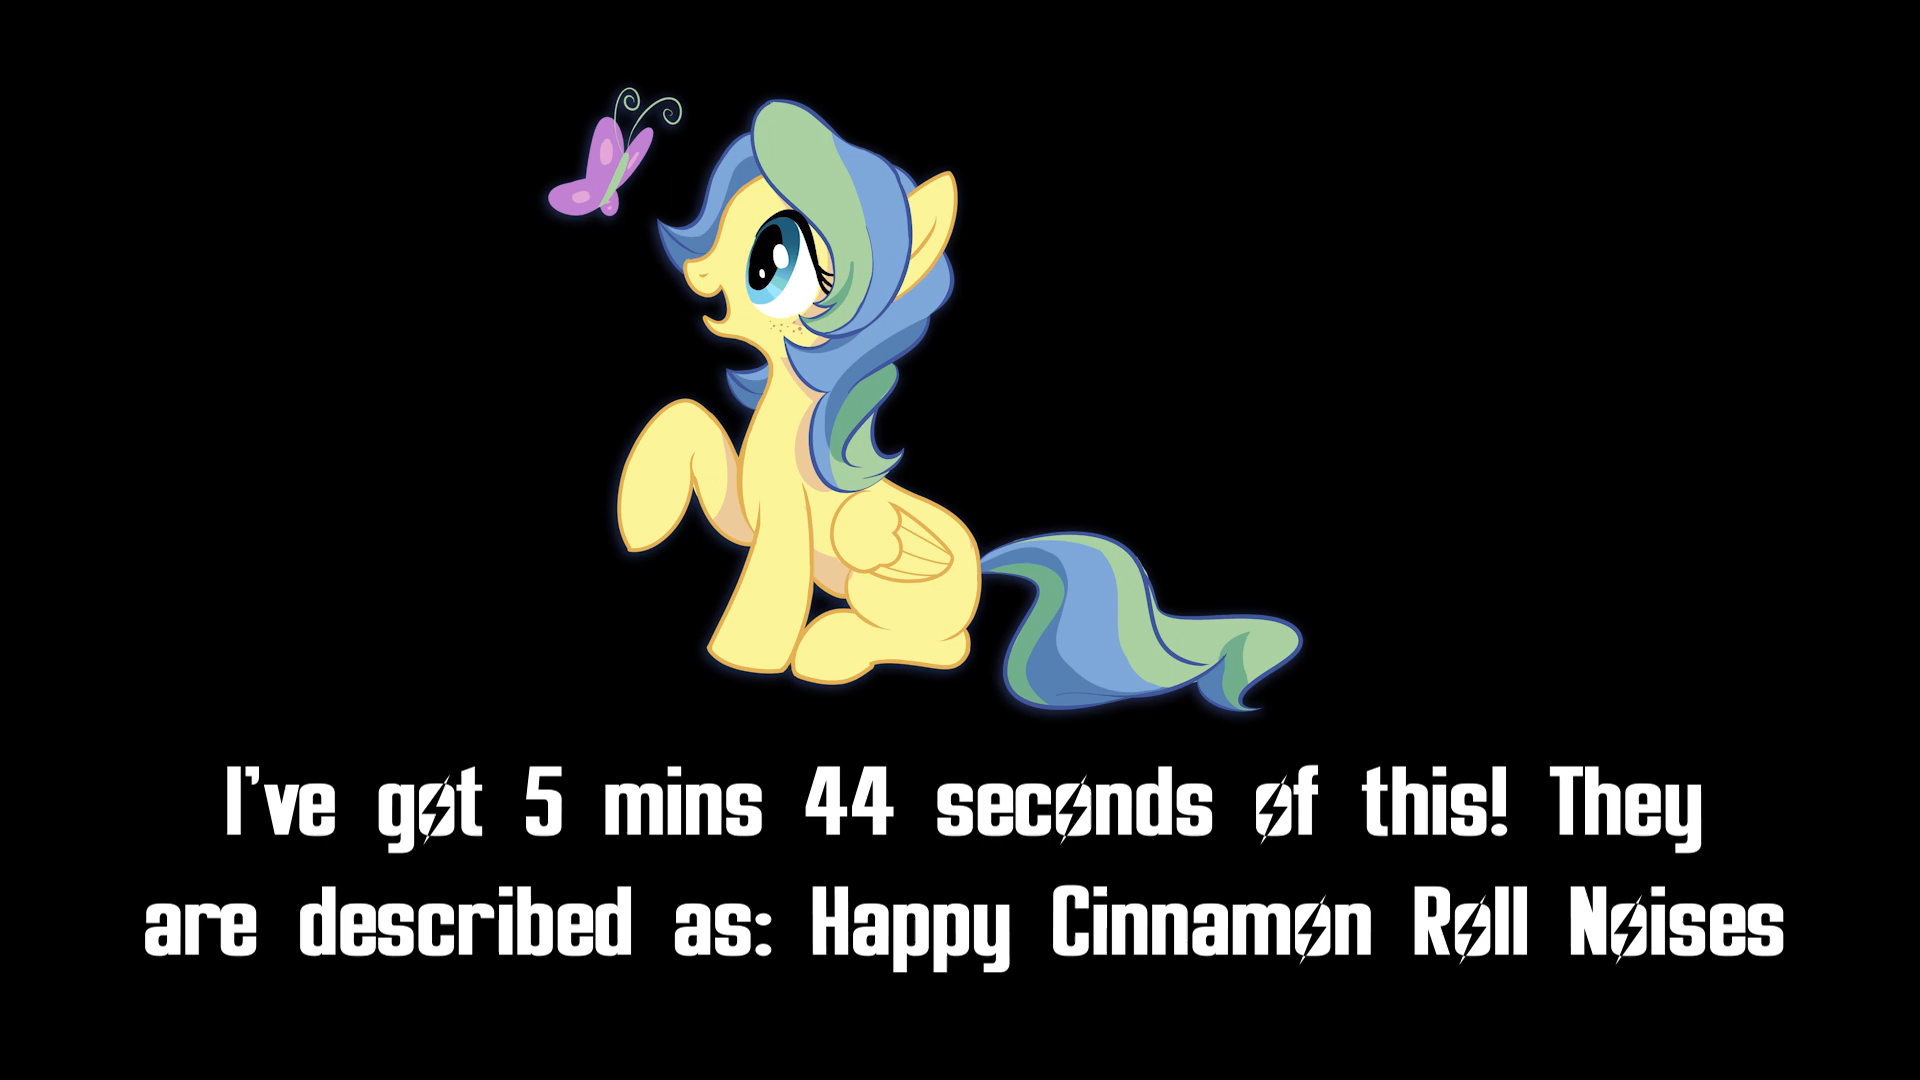 I've got 5 mins 44 seconds of this! They
are described as: Happy Cinnamon Roll Noises